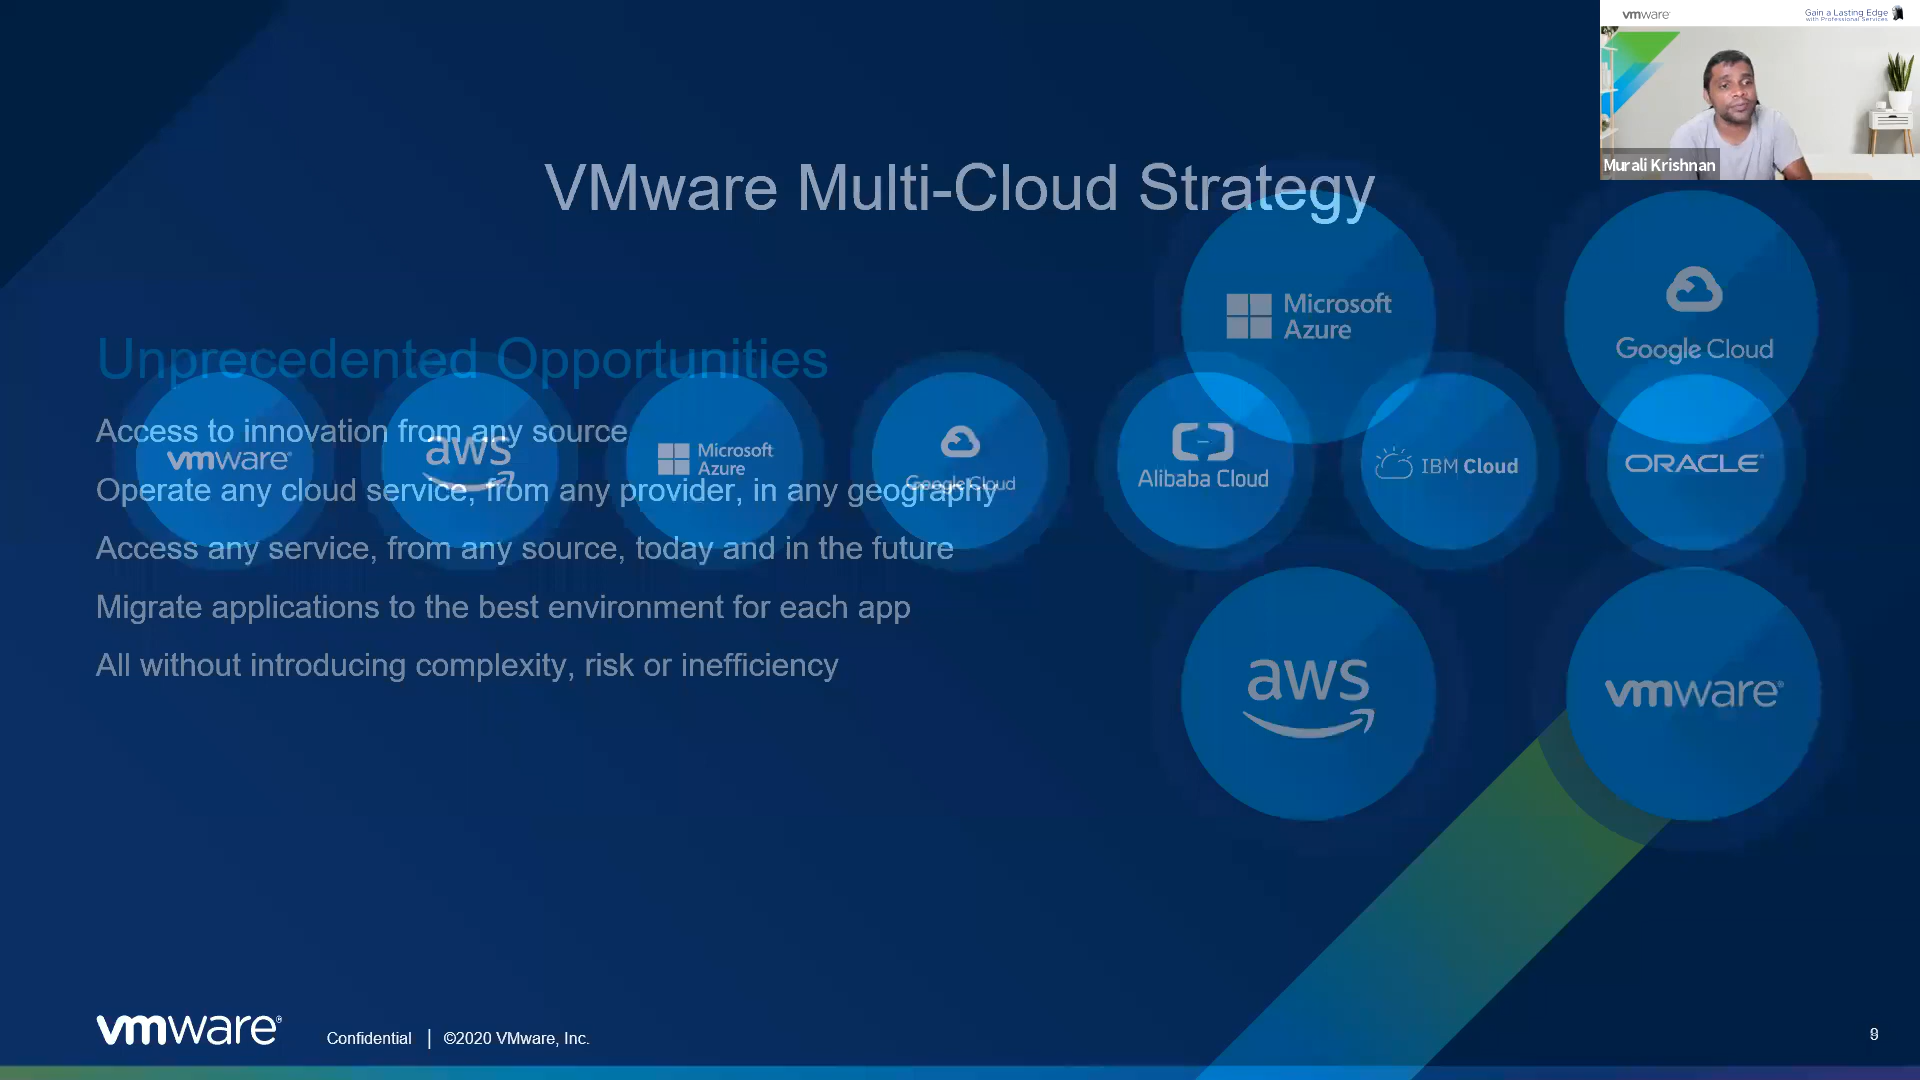 vmware
Gain a Lasting Edge
with Professional Services
Murali Krishnan
VMware Multi-Cloud Strategy
Microsoft
Azure
Google Cloud
Unprecedented Opportunities
Access to innovation from any source
Operate any cloud service, from any provider, in any geography
Access any service, from any source, today and in the future
Migrate applications to the best environment for each app
All without introducing complexity, risk or inefficiency
vmware®
aws
Microsoft
Azure
Google Cloud
Alibaba Cloud
IBM Cloud
ORACLE®
aws
vmware®
vmware®
Confidential | ©2020 VMware, Inc.